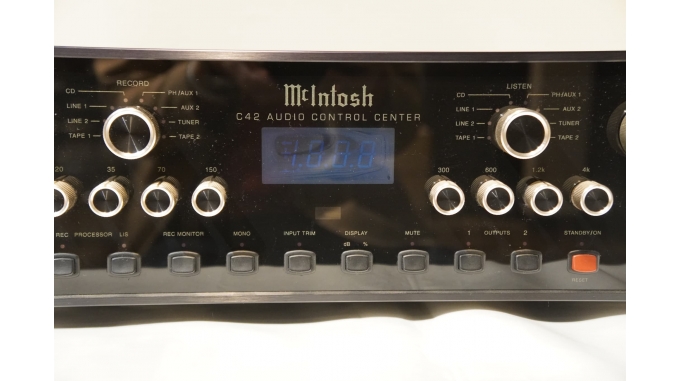 RECORD
CD PH/AUX 1
LINE 1 AUX 2
LINE 2 TUNER
TAPE 1 TAPE 2
McIntosh
C42 AUDIO CONTROL CENTER
LISTEN
CD PH/AUX 1
LINE 1 AUX 2
LINE 2 TUNER
TAPE 1 TAPE 2
20 35 70 150
300 600 1.2k 4k
REC PROCESSOR LIS REC MONITOR MONO INPUT TRIM DISPLAY MUTE 1 OUTPUTS 2 STANDBY/ON
dB %
RESET